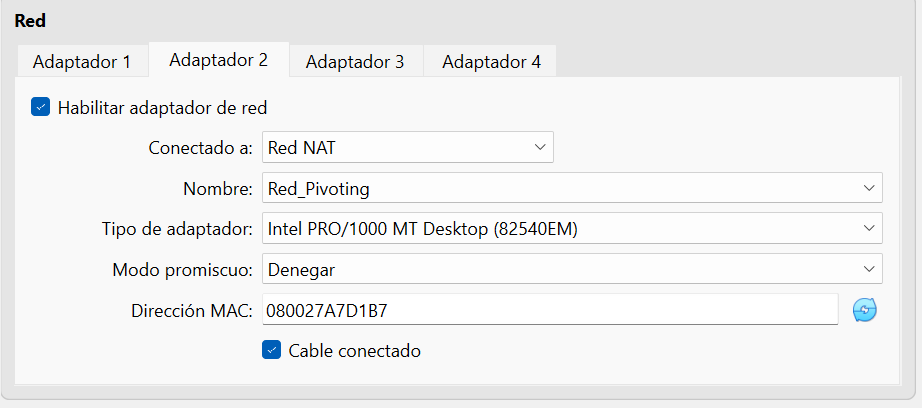 Red
Adaptador 1 Adaptador 2 Adaptador 3 Adaptador 4
Habilitar adaptador de red
Conectado a: Red NAT
Nombre: Red_Pivoting
Tipo de adaptador: Intel PRO/1000 MT Desktop (82540EM)
Modo promiscuo: Denegar
Dirección MAC: 080027A7D1B7
Cable conectado